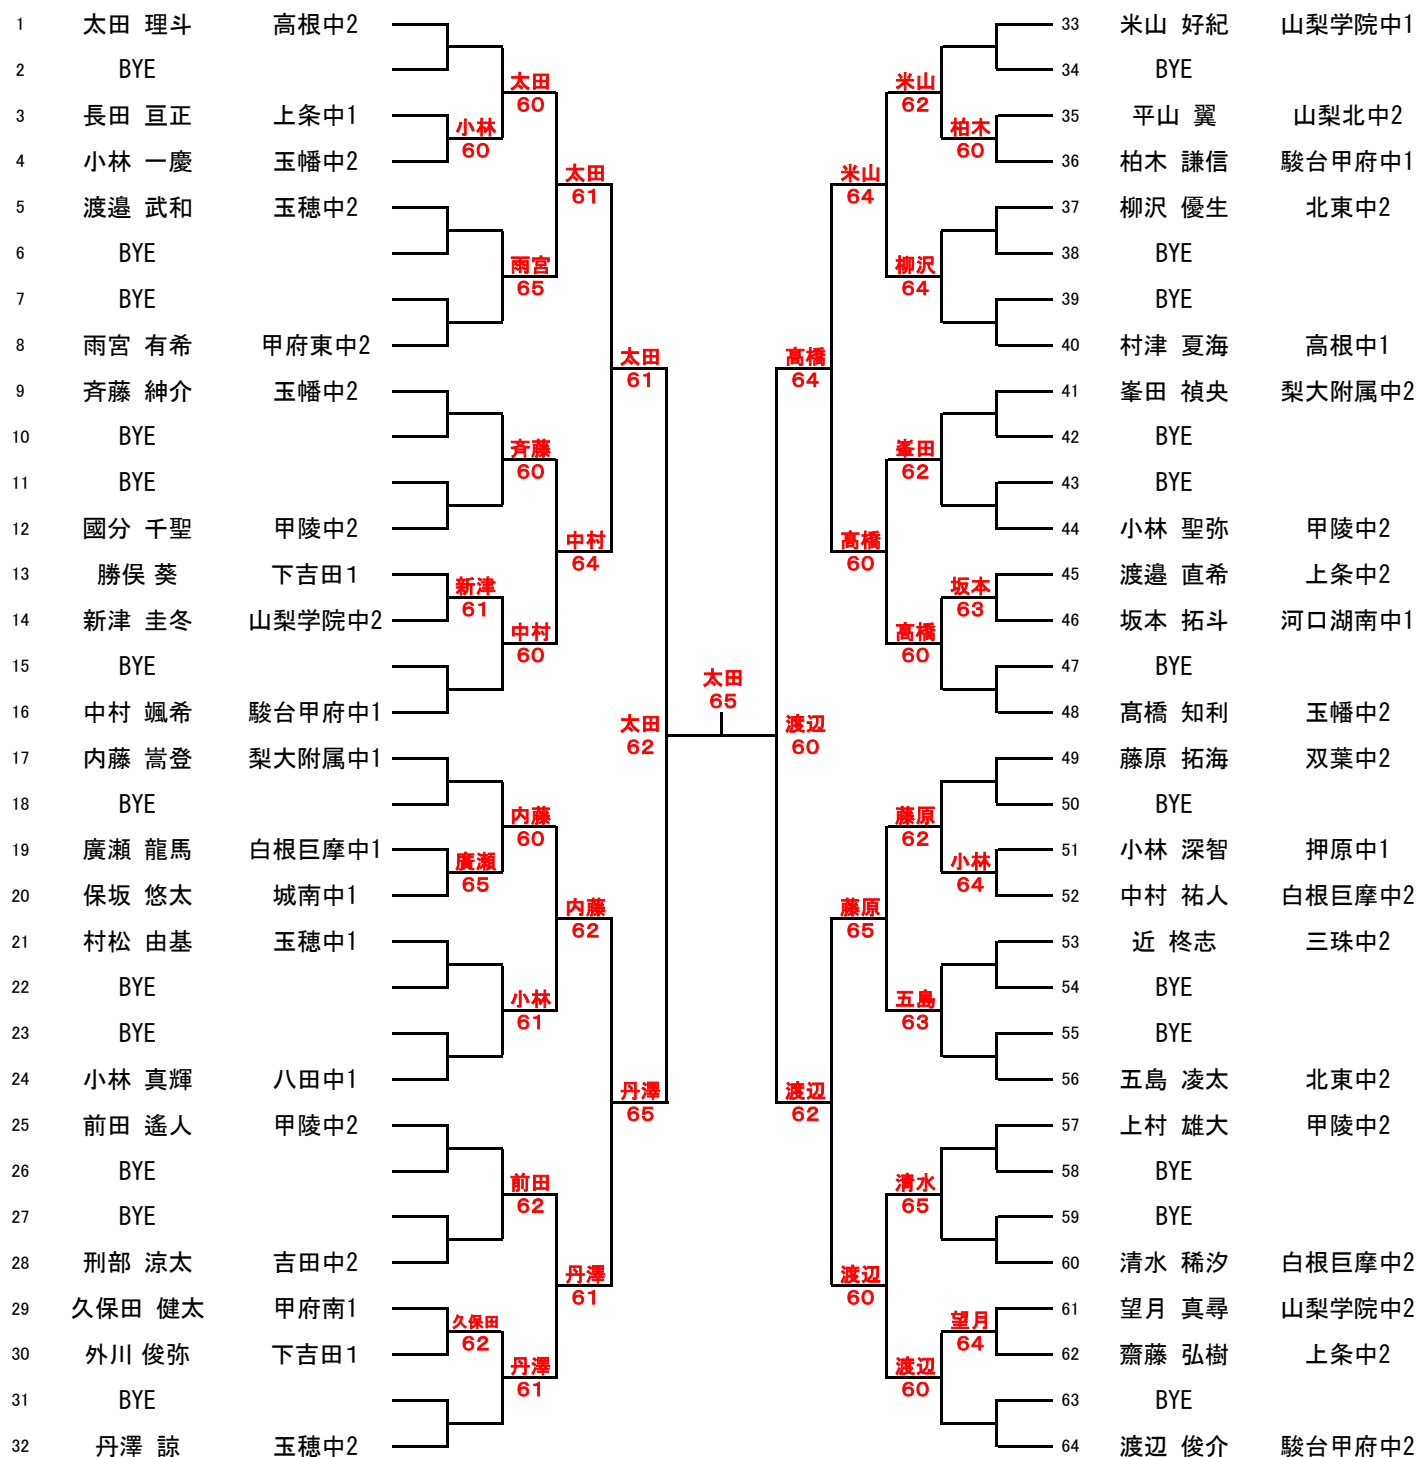 1 太田 理斗 高根中2
2 BYE
3 長田 亘正 上条中1
4 小林 一慶 玉幡中2
5 渡邉 武和 玉穂中2
6 BYE
7 BYE
8 雨宮 有希 甲府東中2
9 斉藤 紳介 玉幡中2
10 BYE
11 BYE
12 國分 千聖 甲陵中2
13 勝俣 葵 下吉田1
14 新津 圭冬 山梨学院中2
15 BYE
16 中村 颯希 駿台甲府中1
17 内藤 嵩登 梨大附属中1
18 BYE
19 廣瀬 龍馬 白根巨摩中1
20 保坂 悠太 城南中1
21 村松 由基 玉穂中1
22 BYE
23 BYE
24 小林 真輝 八田中1
25 前田 遙人 甲陵中2
26 BYE
27 BYE
28 刑部 涼太 吉田中2
29 久保田 健太 甲府南1
30 外川 俊弥 下吉田1
31 BYE
32 丹澤 諒 玉穂中2
小林
60
新津
61
廣瀬
65
久保田
62
太田
60
雨宮
65
斉藤
60
中村
60
内藤
60
小林
61
前田
62
丹澤
61
太田
61
中村
64
内藤
62
丹澤
61
太田
61
丹澤
65
太田
62
太田
65
渡辺
60
髙橋
64
渡辺
62
米山
64
髙橋
60
藤原
65
渡辺
60
米山
62
柳沢
64
峯田
62
髙橋
60
藤原
62
五島
63
清水
65
渡辺
60
柏木
60
坂本
63
小林
64
望月
64
33 米山 好紀 山梨学院中1
34 BYE
35 平山 翼 山梨北中2
36 柏木 謙信 駿台甲府中1
37 柳沢 優生 北東中2
38 BYE
39 BYE
40 村津 夏海 高根中1
41 峯田 禎央 梨大附属中2
42 BYE
43 BYE
44 小林 聖弥 甲陵中2
45 渡邉 直希 上条中2
46 坂本 拓斗 河口湖南中1
47 BYE
48 髙橋 知利 玉幡中2
49 藤原 拓海 双葉中2
50 BYE
51 小林 深智 押原中1
52 中村 祐人 白根巨摩中2
53 近 柊志 三珠中2
54 BYE
55 BYE
56 五島 凌太 北東中2
57 上村 雄大 甲陵中2
58 BYE
59 BYE
60 清水 稀汐 白根巨摩中2
61 望月 真尋 山梨学院中2
62 齋藤 弘樹 上条中2
63 BYE
64 渡辺 俊介 駿台甲府中2